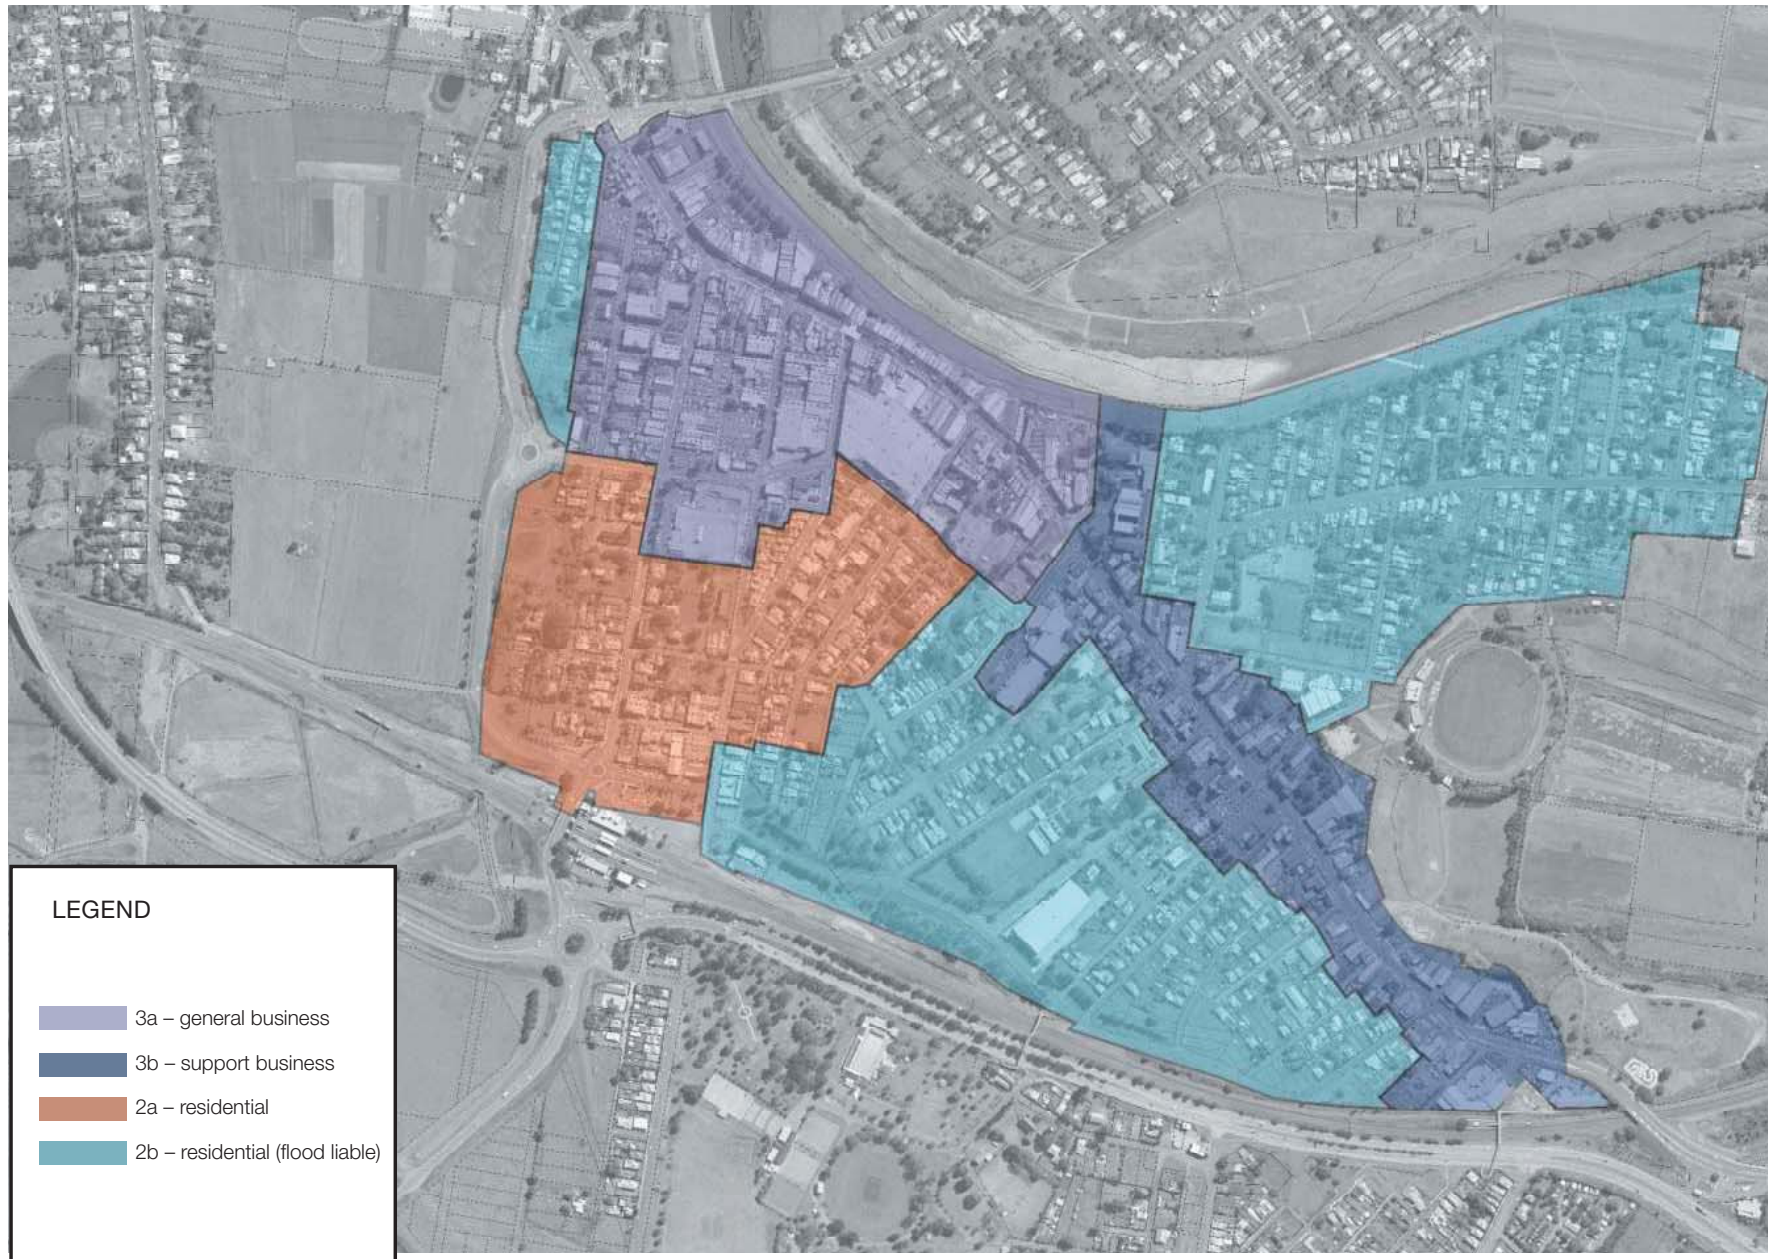 LEGEND
3a – general business
3b – support business
2a – residential
2b – residential (flood liable)